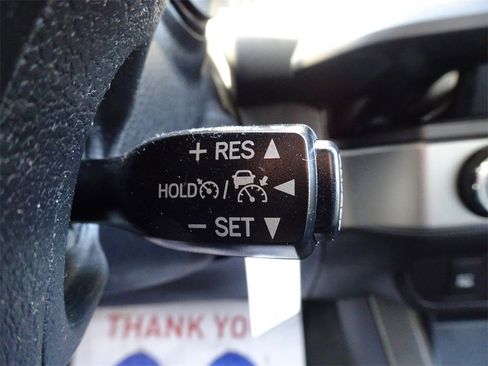 + RES ▲
HOLD / ◄
− SET ▼
THANK YO